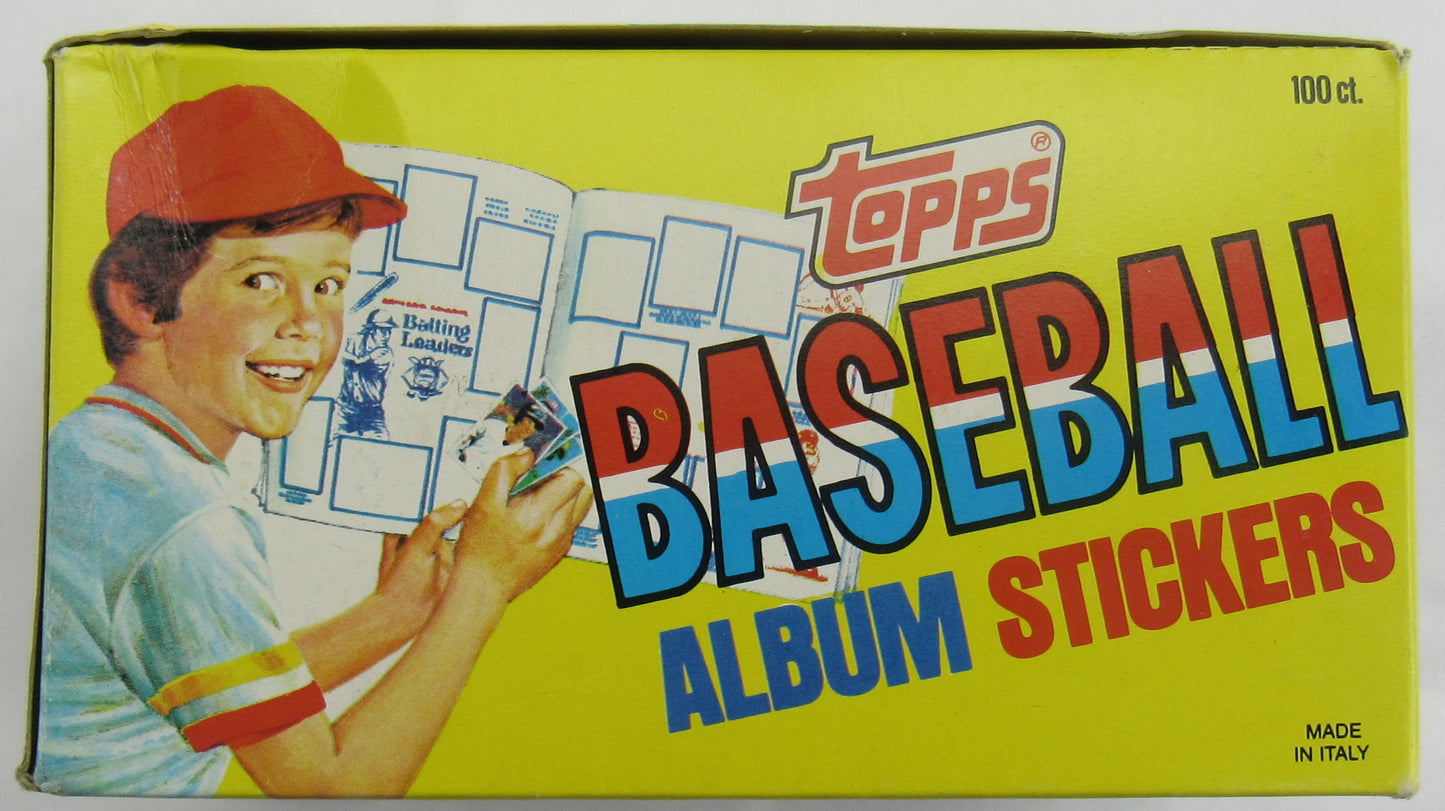 100 ct.
TOPPS®
BASEBALL
ALBUM STICKERS
Batting
Leaders
MADE
IN ITALY